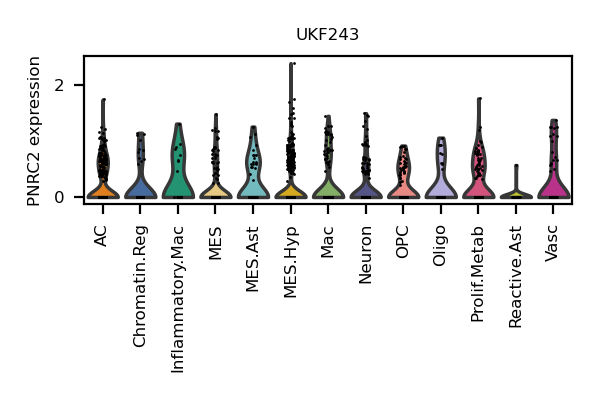 UKF243
PNRC2 expression
2
0
AC
Chromatin.Reg
Inflammatory.Mac
MES
MES.Ast
MES.Hyp
Mac
Neuron
OPC
Oligo
Prolif.Metab
Reactive.Ast
Vasc